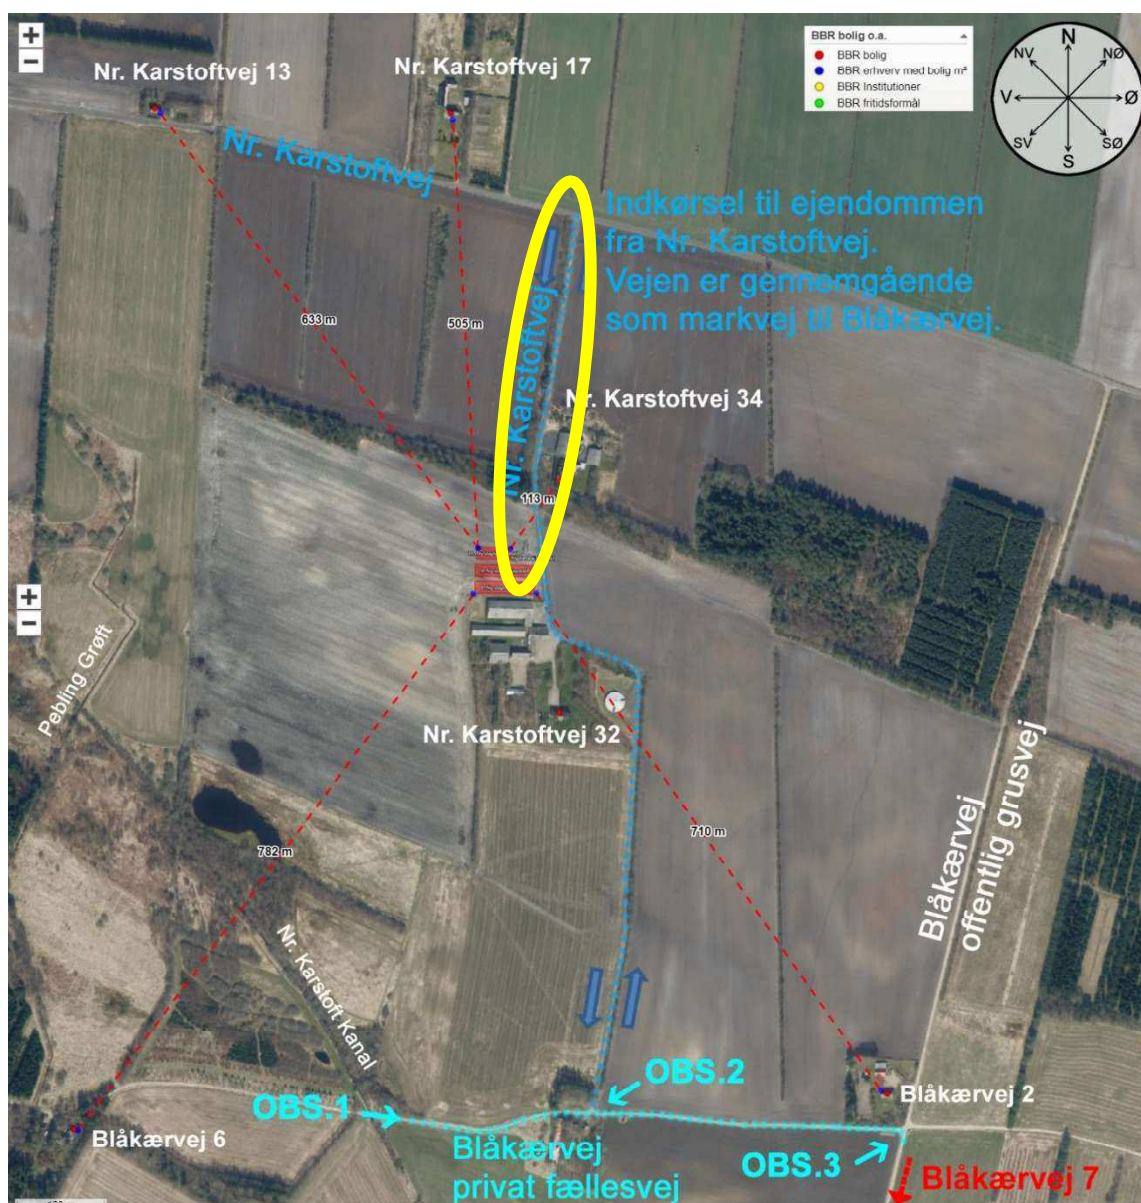 Nr. Karstoftvej 13
Nr. Karstoftvej 17
BBR bolig o.a.
BBR bolig
BBR erhverv med bolig m²
BBR Institutioner
BBR fritidsformål
N
NØ
Ø
SØ
S
SV
V
NV
Nr. Karstoftvej
Indkørsel til ejendommen
fra Nr. Karstoftvej.
Vejen er gennemgående
som markvej til Blåkærvej.
633 m
505 m
Nr. Karstoftvej
Nr. Karstoftvej 34
113 m
Pebling Grøft
Nr. Karstoftvej 32
782 m
710 m
Blåkærvej
offentlig grusvej
Nr. Karstoft Kanal
OBS.1
OBS.2
Blåkærvej 2
Blåkærvej 6
Blåkærvej
privat fællesvej
OBS.3
Blåkærvej 7